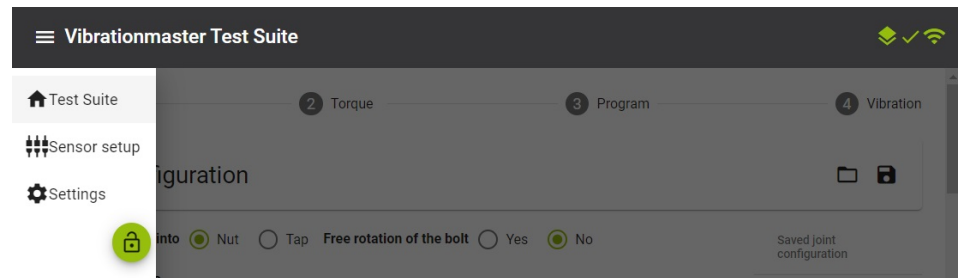 Vibrationmaster Test Suite
Test Suite
2 Torque
3 Program
4 Vibration
Sensor setup
iguration
Settings
into Nut Tap Free rotation of the bolt Yes No
Saved joint
configuration